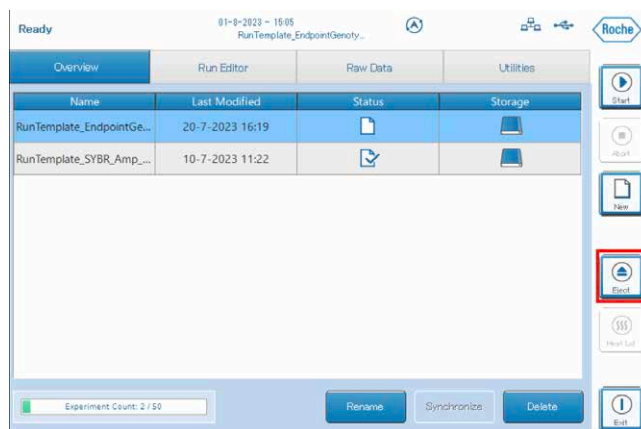 Ready
01-8-2023 - 15:05
RunTemplate_EndpointGenoty...
Roche
Overview
Run Editor
Raw Data
Utilities
Name
Last Modified
Status
Storage
RunTemplate_EndpointGe...
20-7-2023 16:19
RunTemplate_SYBR_Amp_...
10-7-2023 11:22
Start
Abort
New
Eject
Heat Lid
Experiment Count: 2 / 50
Rename
Synchronize
Delete
Exit